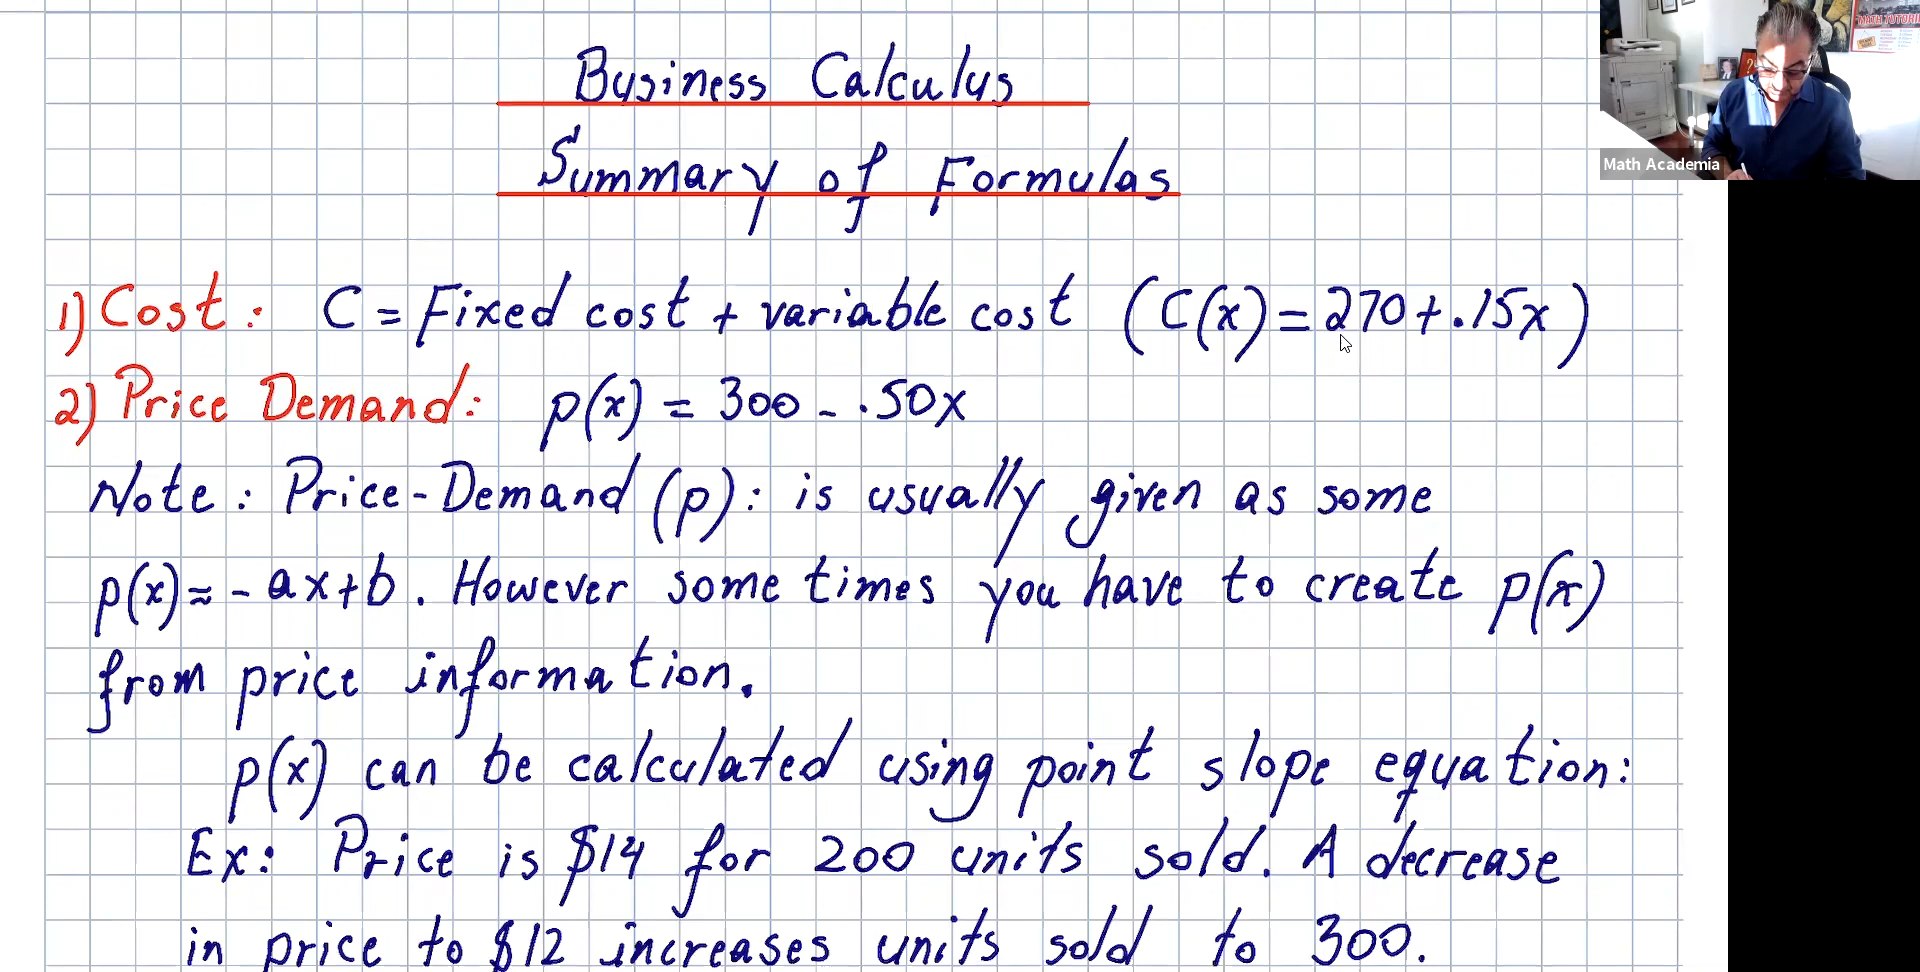 Business Calculus
Summary of Formulas
1) Cost: C = Fixed cost + variable cost (C(x) = 270 + .15x)
2) Price Demand: p(x) = 300 - .50x
Note: Price-Demand (p): is usually given as some
p(x) = - ax+b. However some times you have to create p(x)
from price information.
p(x) can be calculated using point slope equation:
Ex: Price is $14 for 200 units sold. A decrease
in price to $12 increases units sold to 300.
MATH TUTORI
Math Academia